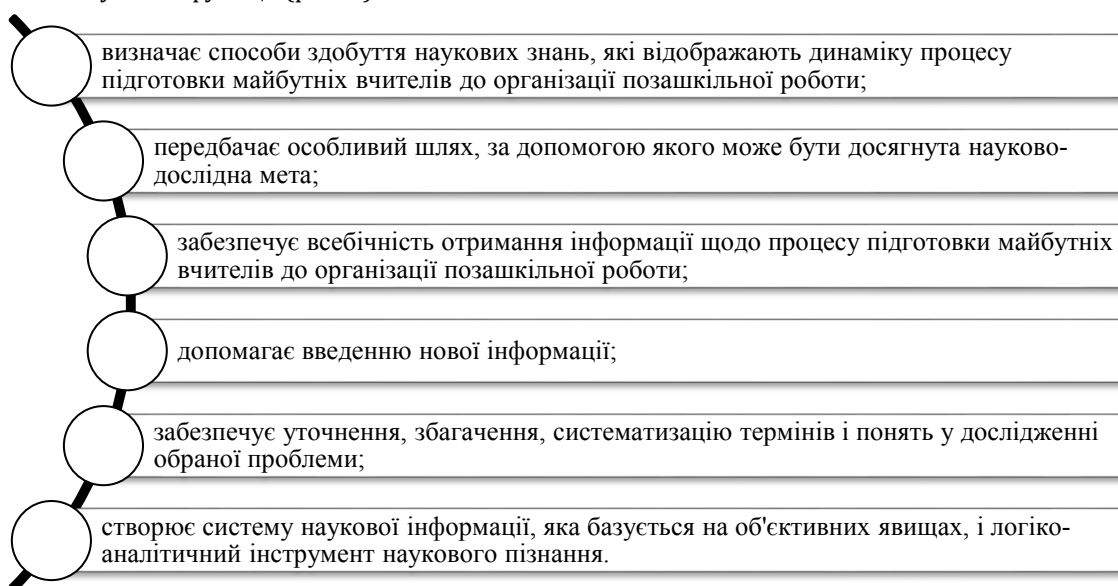 визначає способи здобуття наукових знань, які відображають динаміку процесу
підготовки майбутніх вчителів до організації позашкільної роботи;
передбачає особливий шлях, за допомогою якого може бути досягнута науково-
дослідна мета;
забезпечує всебічність отримання інформації щодо процесу підготовки майбутніх
вчителів до організації позашкільної роботи;
допомагає введенню нової інформації;
забезпечує уточнення, збагачення, систематизацію термінів і понять у дослідженні
обраної проблеми;
створює систему наукової інформації, яка базується на об'єктивних явищах, і логіко-
аналітичний інструмент наукового пізнання.